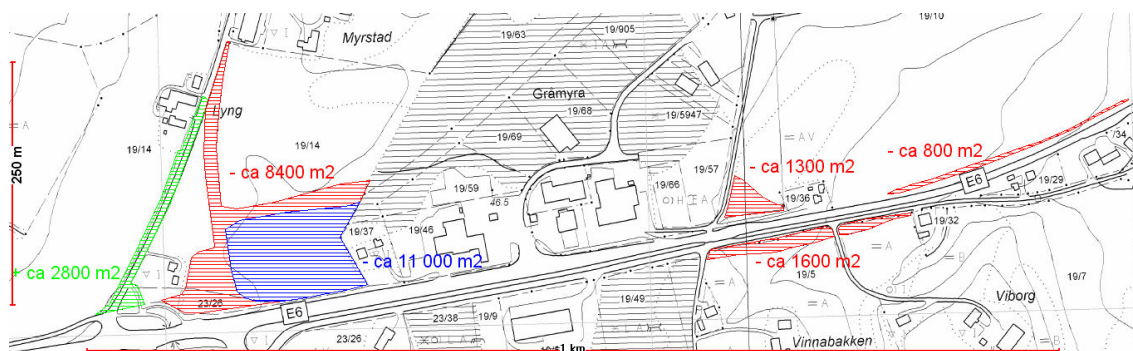 19/63
19/905
19/10
Myrstad
Gråmyra
19/68
Lyng
19/5947
AV
/34
19/14
19/14
19/69
- ca 8400 m2
19/57
- ca 1300 m2
- ca 800 m2
250 m
19/59
46.5
19/66
E6
19/29
19/36
19/37
19/46
19/32
+ ca 2800 m2
- ca 11 000 m2
- ca 1600 m2
19/5
19/7
23/26
E6
19/49
Viborg
23/38
19/9
23/26
Vinnabakken
1 km